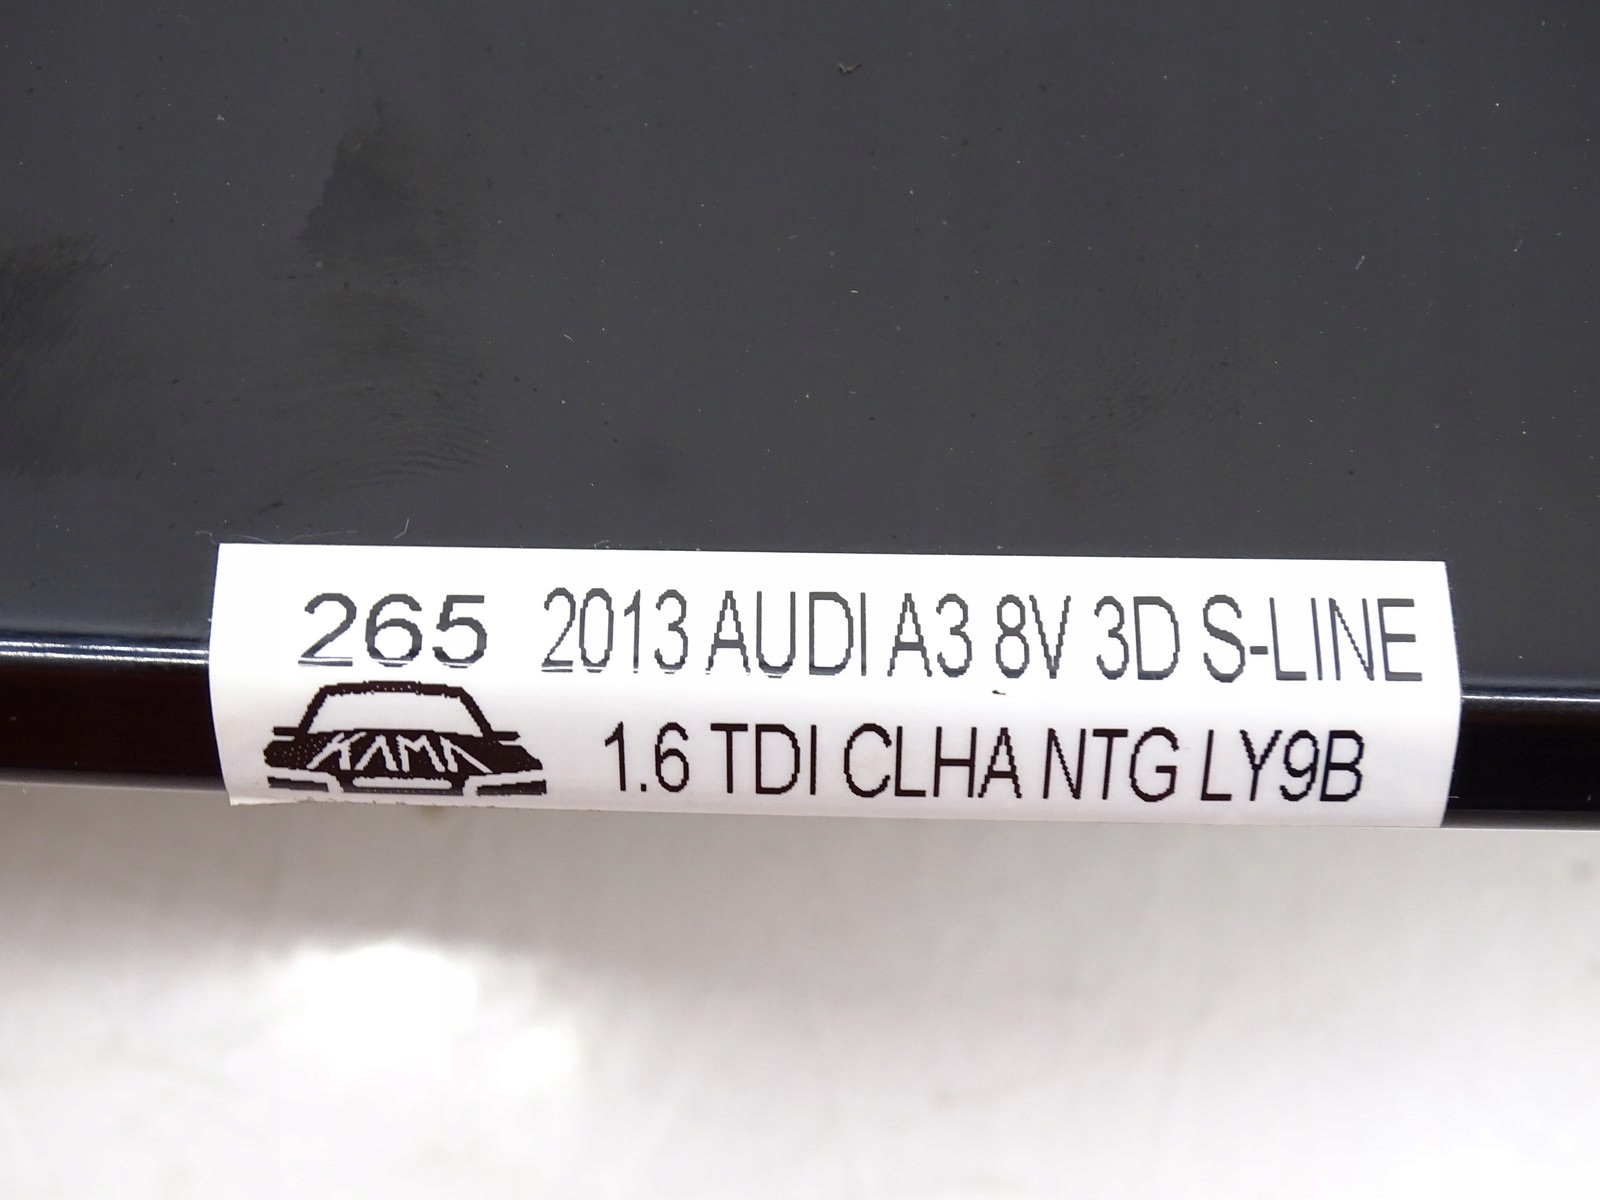 265 2013 AUDI A3 8V 3D S-LINE
KAMA 1.6 TDI CLHA NTG LY9B